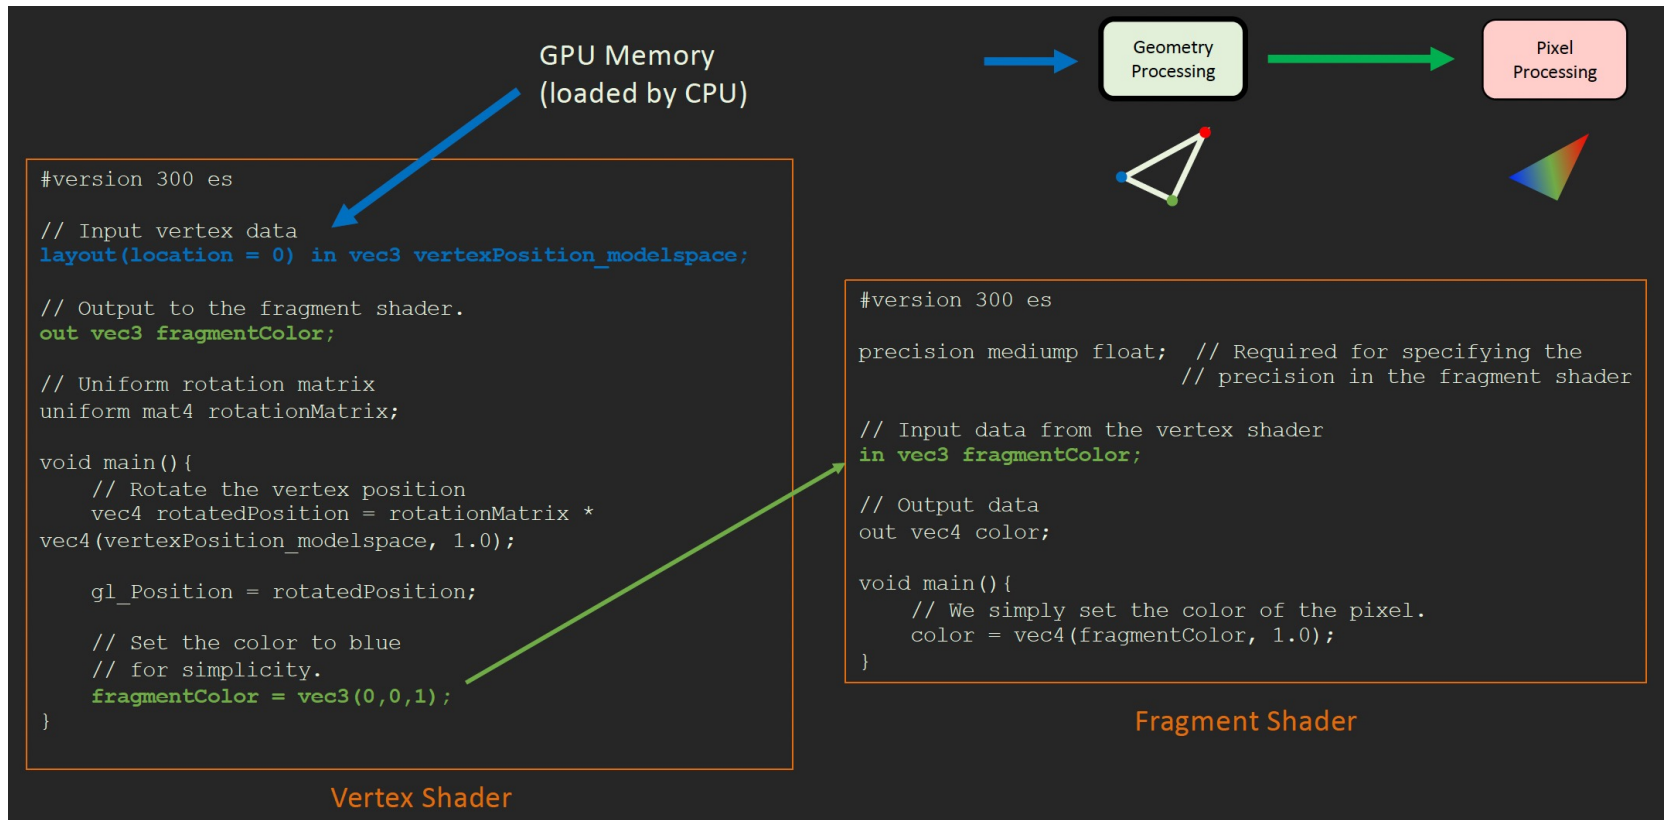 GPU Memory
(loaded by CPU)
Geometry
Processing
Pixel
Processing
#version 300 es
// Input vertex data
layout(location = 0) in vec3 vertexPosition_modelspace;
// Output to the fragment shader.
out vec3 fragmentColor;
// Uniform rotation matrix
uniform mat4 rotationMatrix;
void main(){
// Rotate the vertex position
vec4 rotatedPosition = rotationMatrix *
vec4(vertexPosition_modelspace, 1.0);
gl_Position = rotatedPosition;
// Set the color to blue
// for simplicity.
fragmentColor = vec3(0,0,1);
}
Vertex Shader
#version 300 es
precision mediump float;  // Required for specifying the
// precision in the fragment shader
// Input data from the vertex shader
in vec3 fragmentColor;
// Output data
out vec4 color;
void main(){
// We simply set the color of the pixel.
color = vec4(fragmentColor, 1.0);
}
Fragment Shader